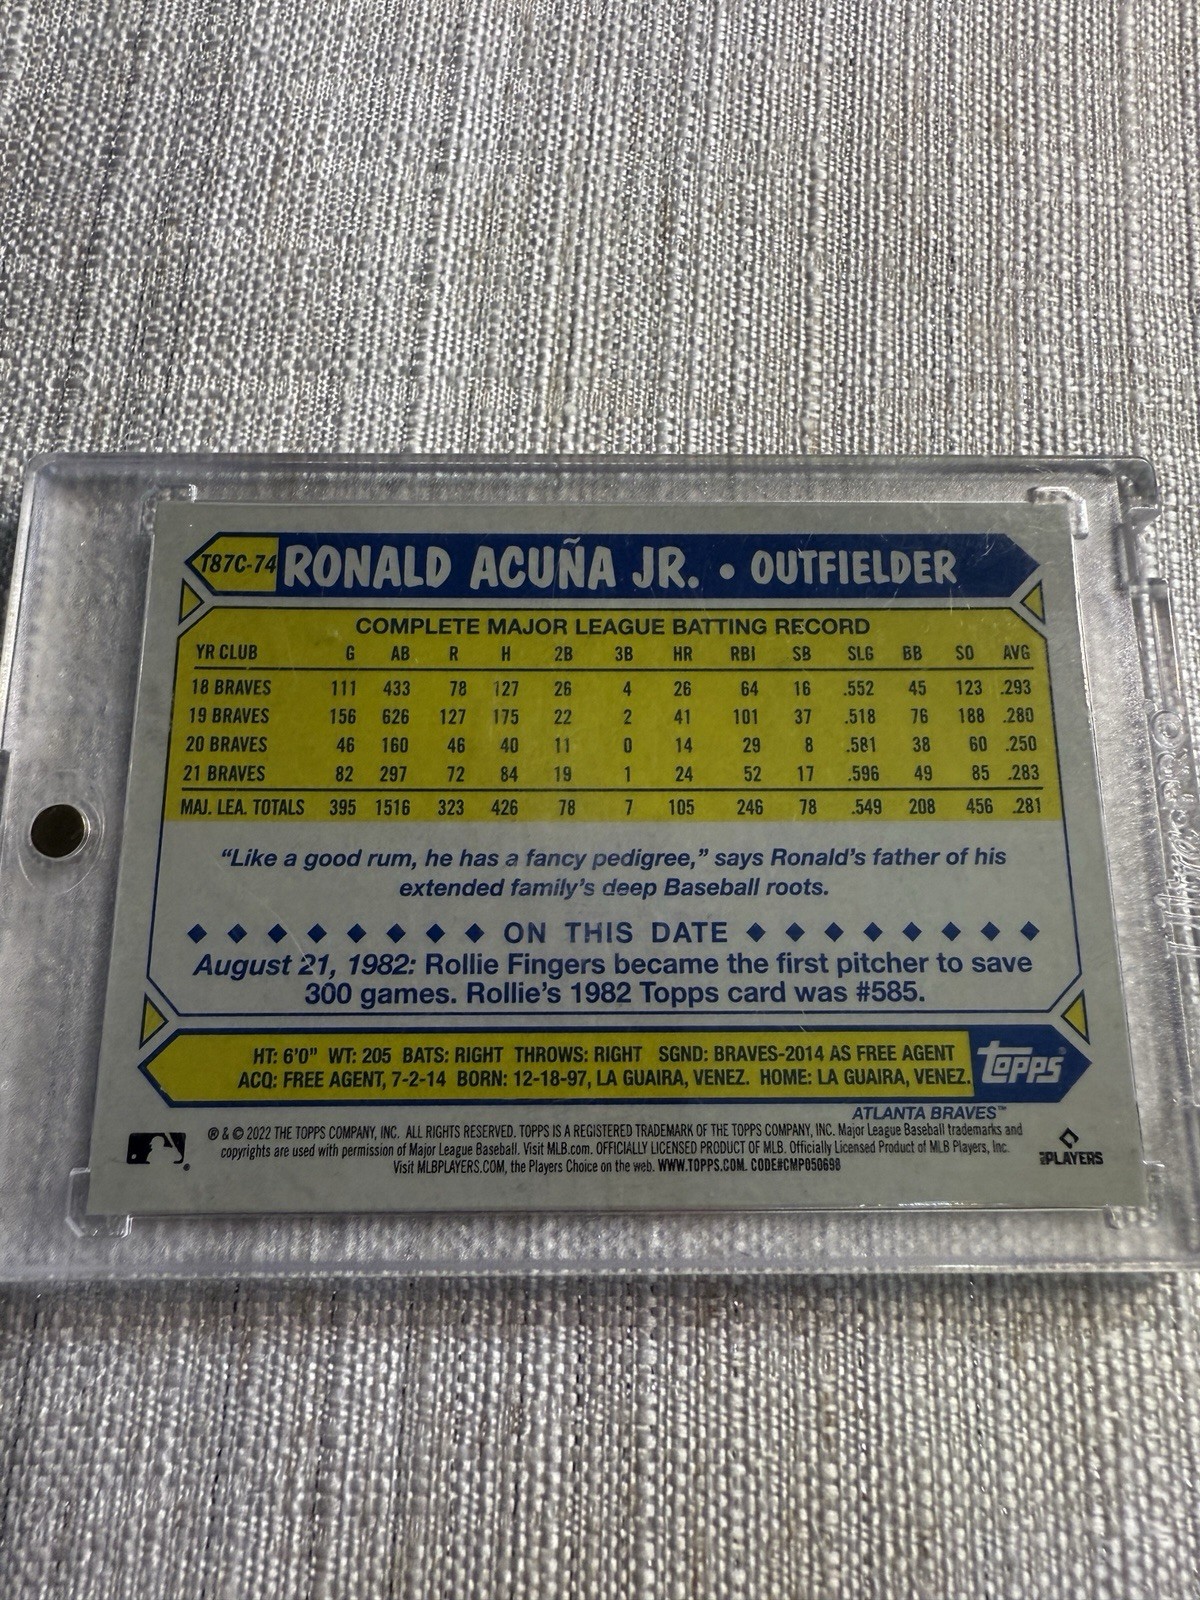 T87C-74 RONALD ACUÑA JR. • OUTFIELDER
COMPLETE MAJOR LEAGUE BATTING RECORD
YR CLUB G AB R H 2B 3B HR RBI SB SLG BB SO AVG
18 BRAVES 111 433 78 127 26 4 26 64 16 .552 45 123 .293
19 BRAVES 156 626 127 175 22 2 41 101 37 .518 76 188 .280
20 BRAVES 46 160 46 40 11 0 14 29 8 .581 38 60 .250
21 BRAVES 82 297 72 84 19 1 24 52 17 .596 49 85 .283
MAJ. LEA. TOTALS 395 1516 323 426 78 7 105 246 78 .549 208 456 .281
“Like a good rum, he has a fancy pedigree,” says Ronald’s father of his
extended family’s deep Baseball roots.
ON THIS DATE
August 21, 1982: Rollie Fingers became the first pitcher to save
300 games. Rollie’s 1982 Topps card was #585.
HT: 6'0" WT: 205 BATS: RIGHT THROWS: RIGHT SGND: BRAVES-2014 AS FREE AGENT
ACQ: FREE AGENT, 7-2-14 BORN: 12-18-97, LA GUAIRA, VENEZ. HOME: LA GUAIRA, VENEZ.
topps®
ATLANTA BRAVES™
® & © 2022 THE TOPPS COMPANY, INC. ALL RIGHTS RESERVED. TOPPS IS A REGISTERED TRADEMARK OF THE TOPPS COMPANY, INC. Major League Baseball trademarks and
copyrights are used with permission of Major League Baseball. Visit MLB.com. OFFICIALLY LICENSED PRODUCT OF MLB. Officially Licensed Product of MLB Players, Inc.
Visit MLBPLAYERS.COM, the Players Choice on the web. WWW.TOPPS.COM. CODE#CMP050698
PLAYERS